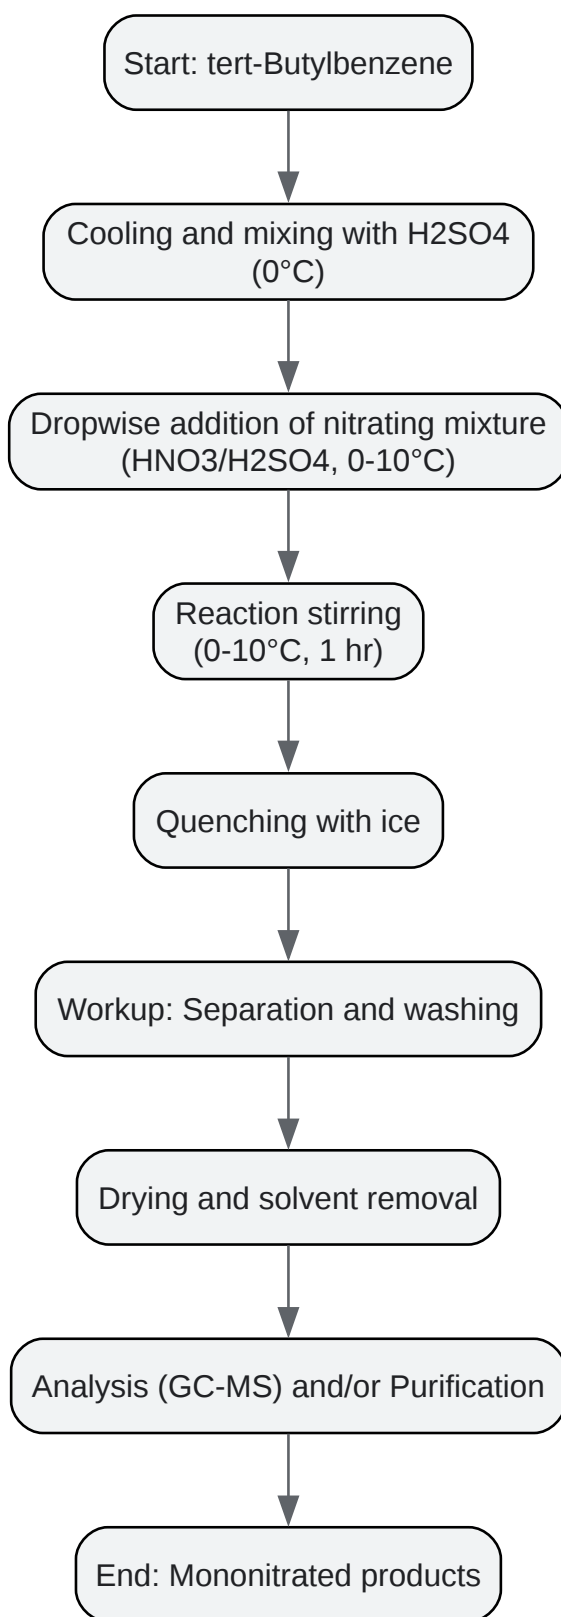 Start: tert-Butylbenzene
Cooling and mixing with H2SO4
(0°C)
Dropwise addition of nitrating mixture
(HNO3/H2SO4, 0-10°C)
Reaction stirring
(0-10°C, 1 hr)
Quenching with ice
Workup: Separation and washing
Drying and solvent removal
Analysis (GC-MS) and/or Purification
End: Mononitrated products